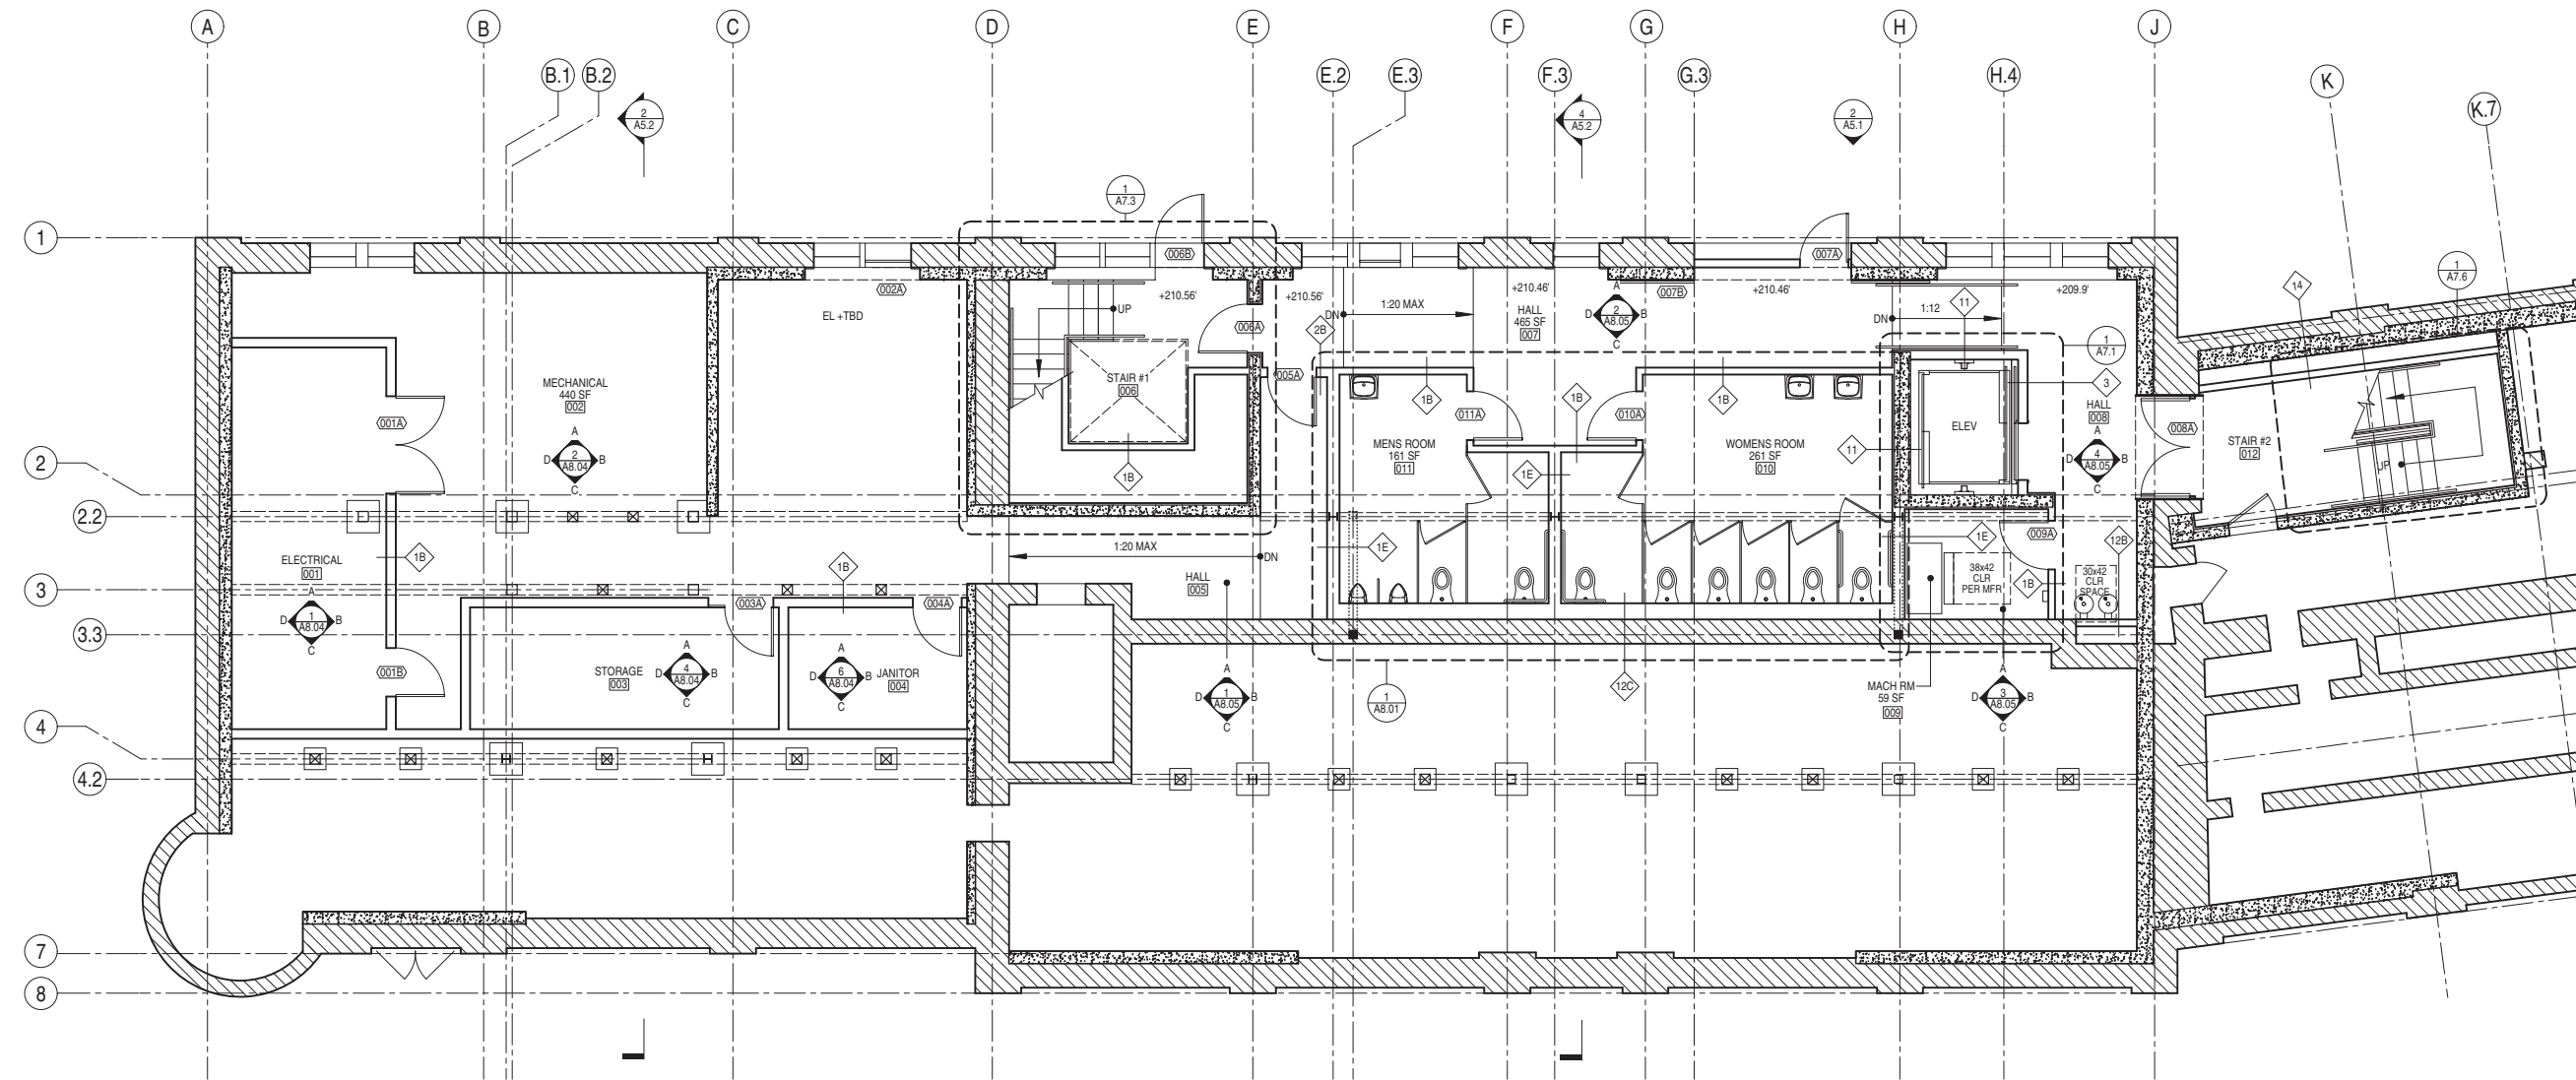 A
B
C
D
E
F
G
H
J
B.1
B.2
E.2
E.3
F.3
G.3
H.4
K
K.7
2
A5.2
4
A5.2
2
A5.1
1
A7.3
1
006B
007A
1
A7.6
14
002A
+210.56'
+210.56'
+210.46'
A
007B
+210.46'
+209.9'
EL +TBD
UP
1:20 MAX
HALL
465 SF
007
D
2
A8.05
B
C
DN
DN
1:12
11
006A
2B
1
A7.1
MECHANICAL
440 SF
002
STAIR #1
006
005A
3
001A
1B
011A
1B
010A
1B
HALL
008
A
A
D
2
A8.04
B
C
MENS ROOM
161 SF
011
WOMENS ROOM
261 SF
010
ELEV
11
008A
STAIR #2
012
D
4
A8.05
B
C
2
1B
1E
UP
2.2
ELECTRICAL
001
1B
1:20 MAX
DN
1E
1E
009A
12B
3
1B
HALL
005
38x42
CLR
PER MFR
1B
30x42
CLR
SPACE
A
D
1
A8.04
B
C
003A
004A
3.3
001B
STORAGE
003
A
D
4
A8.04
B
C
A
D
6
A8.04
B
C
JANITOR
004
A
D
1
A8.05
B
C
1
A8.01
12C
MACH RM
59 SF
009
A
D
3
A8.05
B
C
4
4.2
7
8